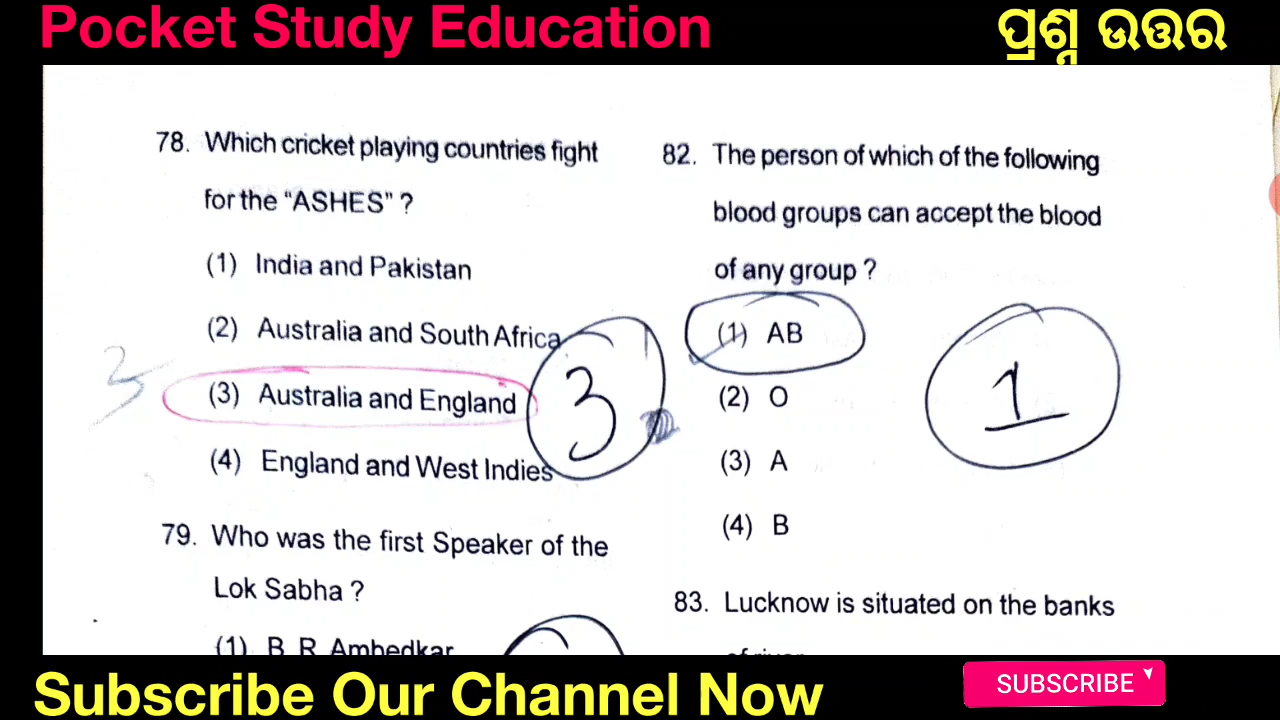 Pocket Study Education
ପ୍ରଶ୍ନ ଉତ୍ତର
78. Which cricket playing countries fight
for the “ASHES” ?
(1) India and Pakistan
(2) Australia and South Africa
(3) Australia and England
3
3
(4) England and West Indies
79. Who was the first Speaker of the
Lok Sabha ?
(1) B R Ambedkar
82. The person of which of the following
blood groups can accept the blood
of any group ?
(1) AB
1
(2) O
(3) A
(4) B
83. Lucknow is situated on the banks
of river
Subscribe Our Channel Now
SUBSCRIBE